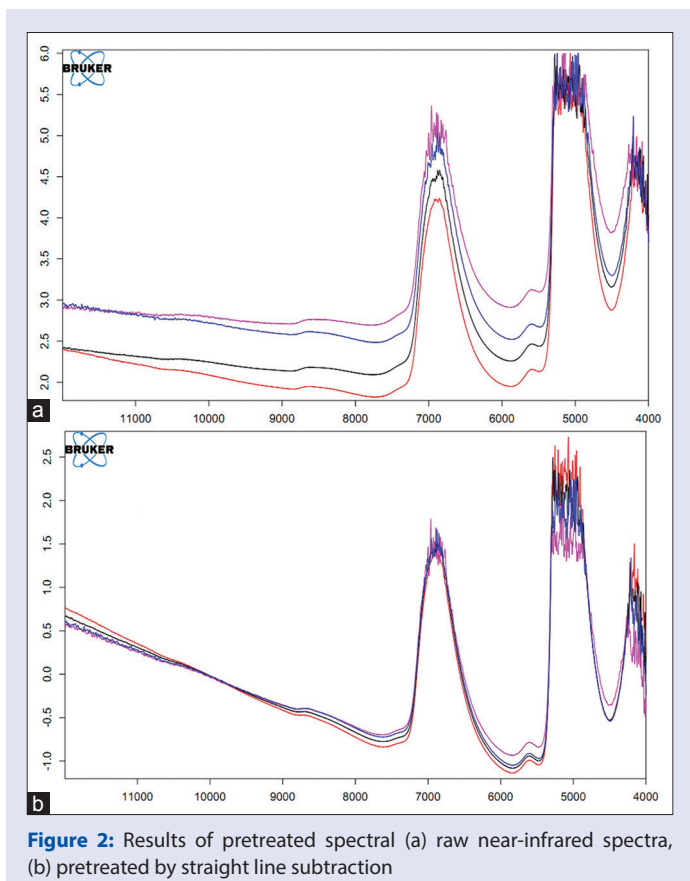 6.0
5.5
5.0
4.5
4.0
3.5
3.0
2.5
2.0
BRUKER
11000 10000 9000 8000 7000 6000 5000 4000
a
2.5
2.0
1.5
1.0
0.5
0.0
-0.5
-1.0
BRUKER
11000 10000 9000 8000 7000 6000 5000 4000
b
Figure 2: Results of pretreated spectral (a) raw near-infrared spectra,
(b) pretreated by straight line subtraction